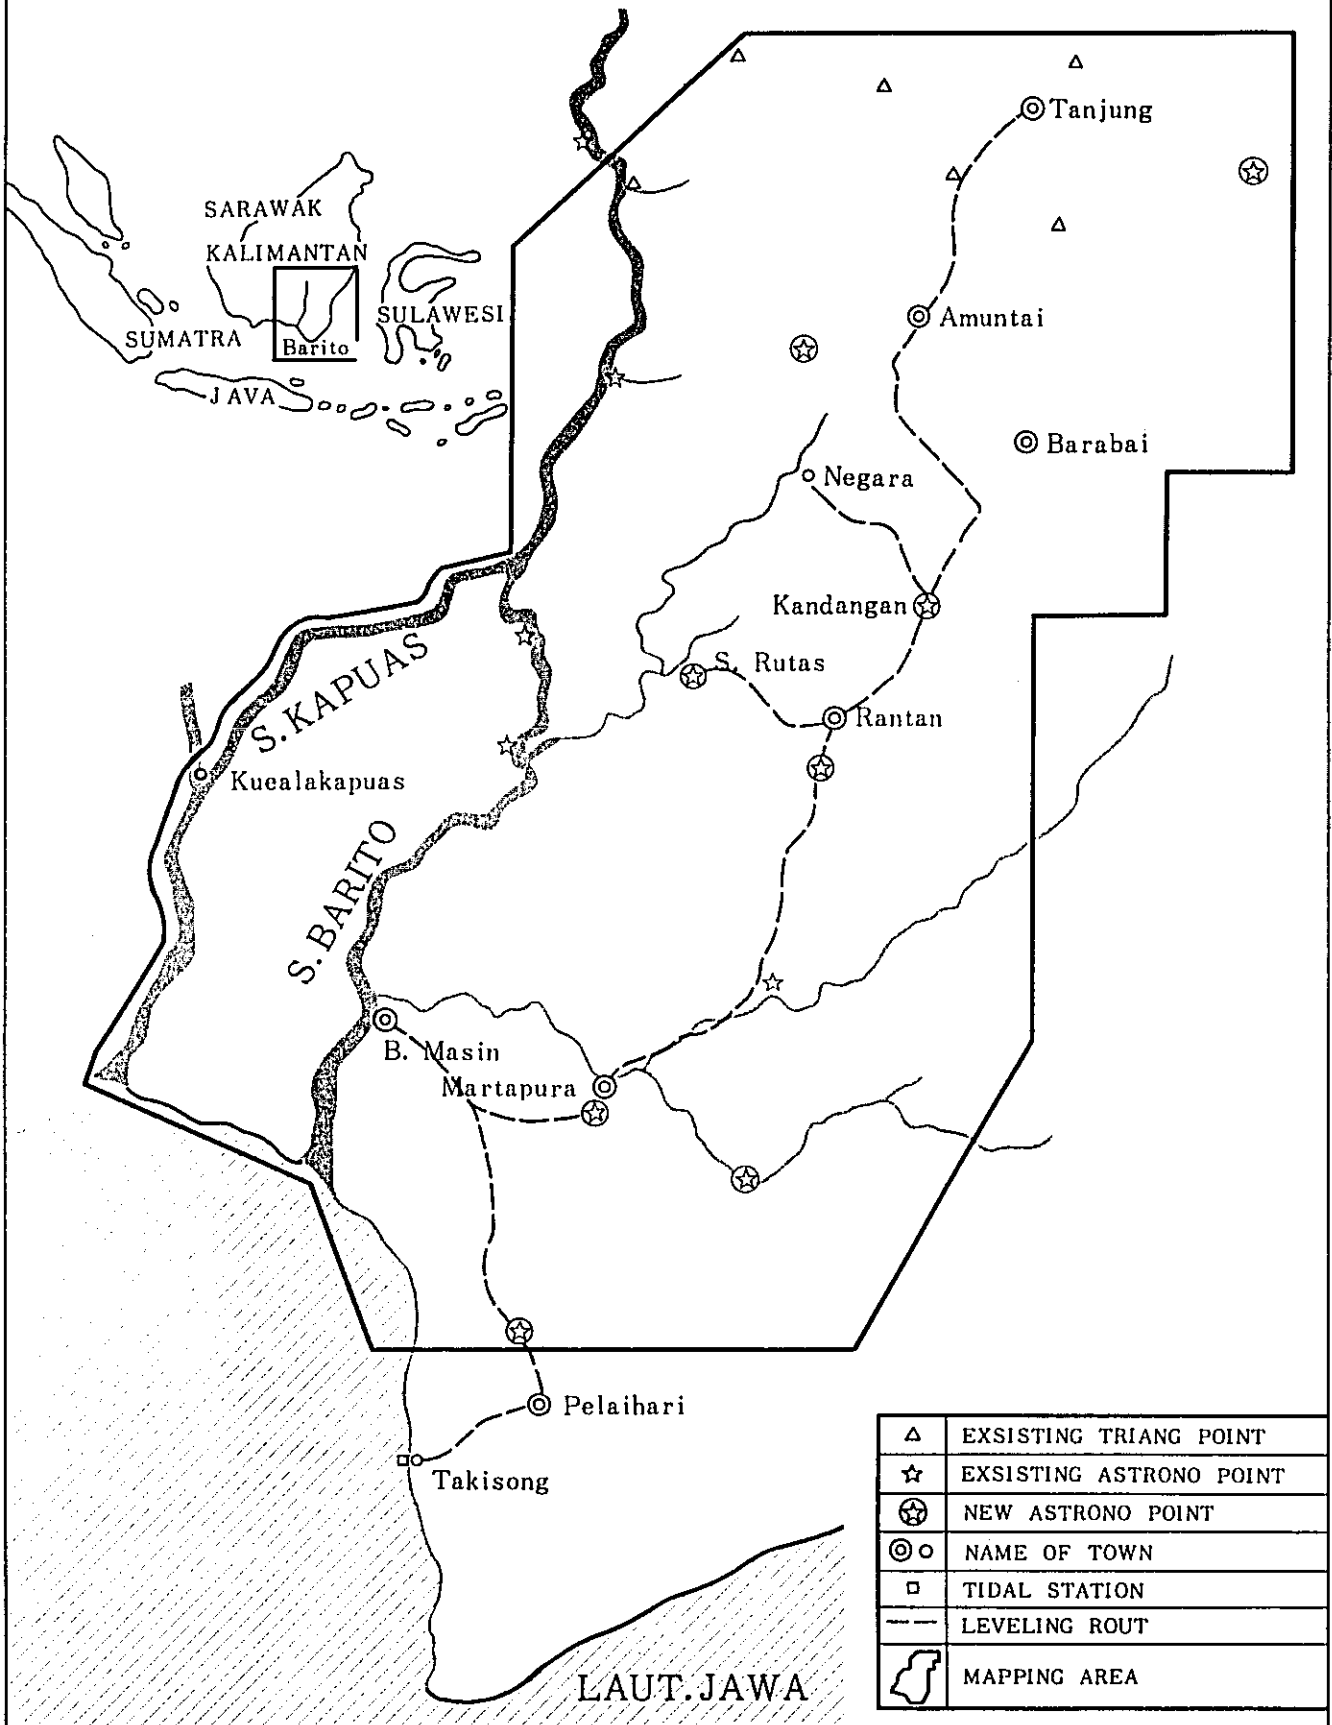 Tanjung
SARAWAK
KALIMANTAN
SULAWESI
SUMATRA
Barito
JAVA
Amuntai
Barabai
Negara
Kandangan
S. Rutas
S.KAPUAS
Rantan
Kucalakapuas
S.BARITO
B. Masin
Martapura
Pelaihari
Takisong
LAUT.JAWA
EXSISTING TRIANG POINT
EXSISTING ASTRONO POINT
NEW ASTRONO POINT
NAME OF TOWN
TIDAL STATION
LEVELING ROUT
MAPPING AREA